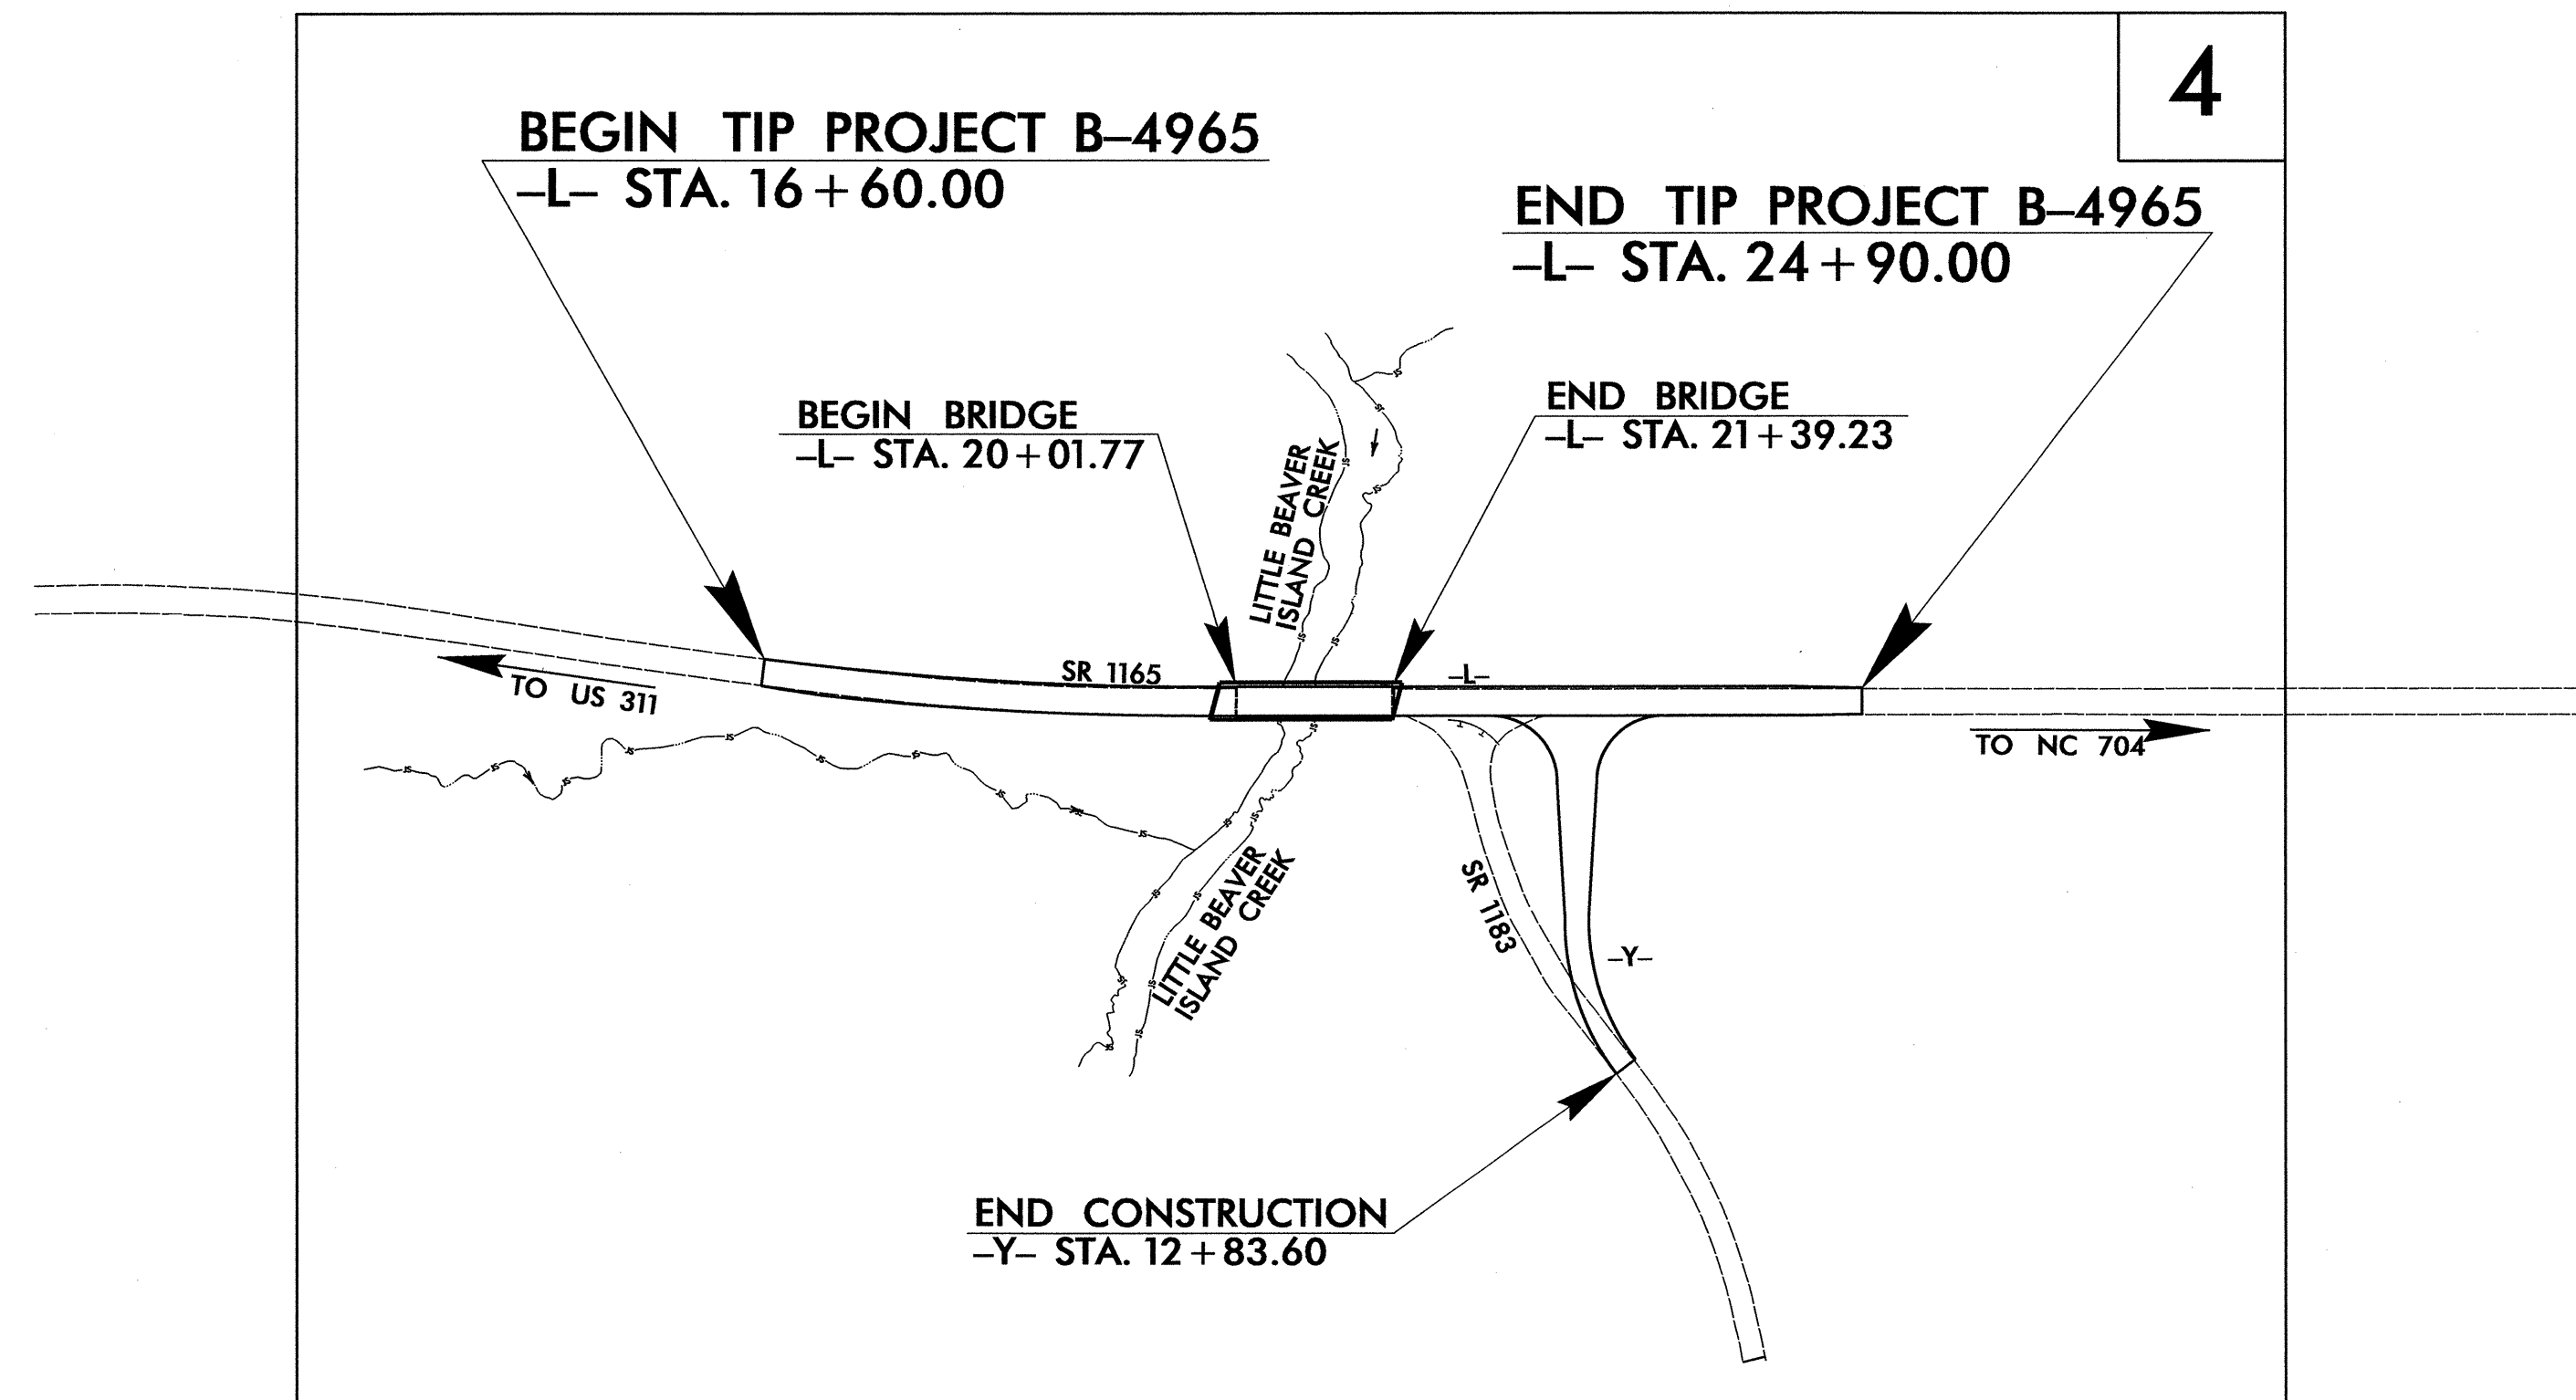 4
BEGIN TIP PROJECT B–4965
–L– STA. 16+60.00
END TIP PROJECT B–4965
–L– STA. 24+90.00
BEGIN BRIDGE
–L– STA. 20+01.77
END BRIDGE
–L– STA. 21+39.23
LITTLE BEAVER
ISLAND CREEK
SR 1165
–L–
TO US 311
TO NC 704
LITTLE BEAVER
ISLAND CREEK
SR 1183
–Y–
END CONSTRUCTION
–Y– STA. 12+83.60